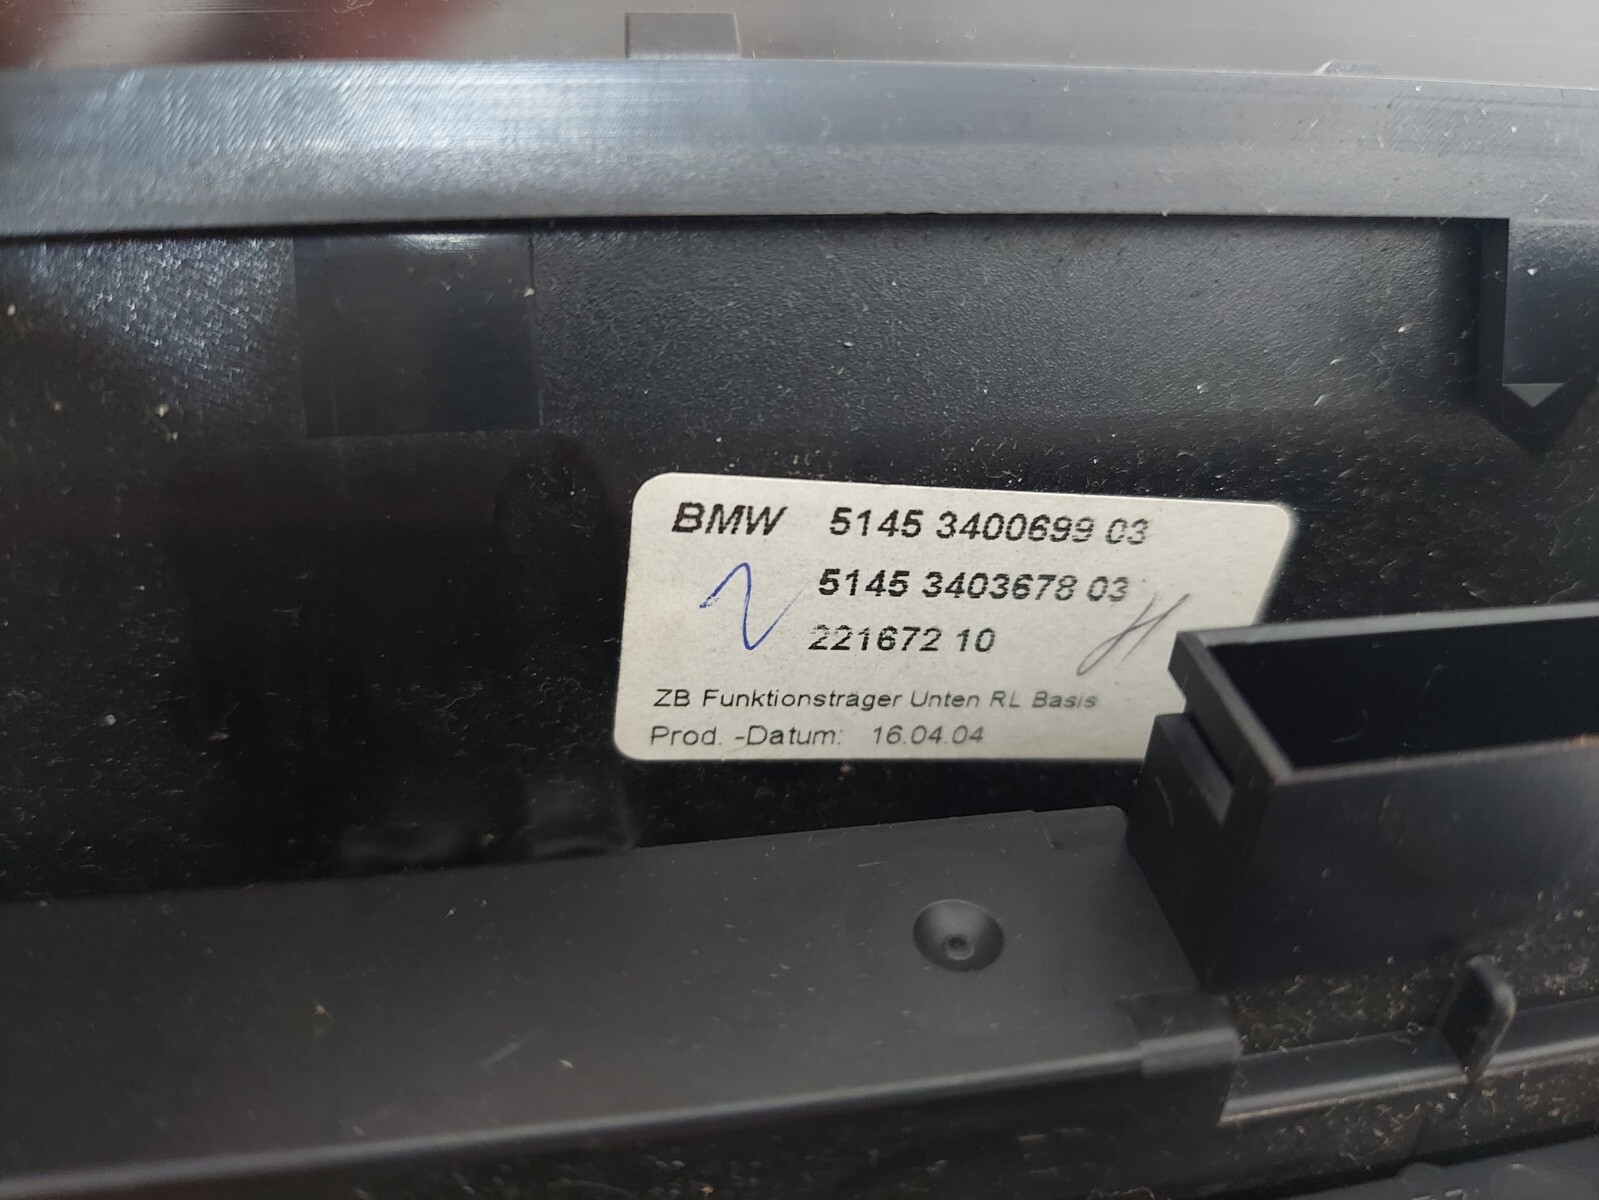 BMW 5145 3400699 03
5145 3403678 03
221672 10
ZB Funktionsträger Unten RL Basis
Prod. -Datum: 16.04.04